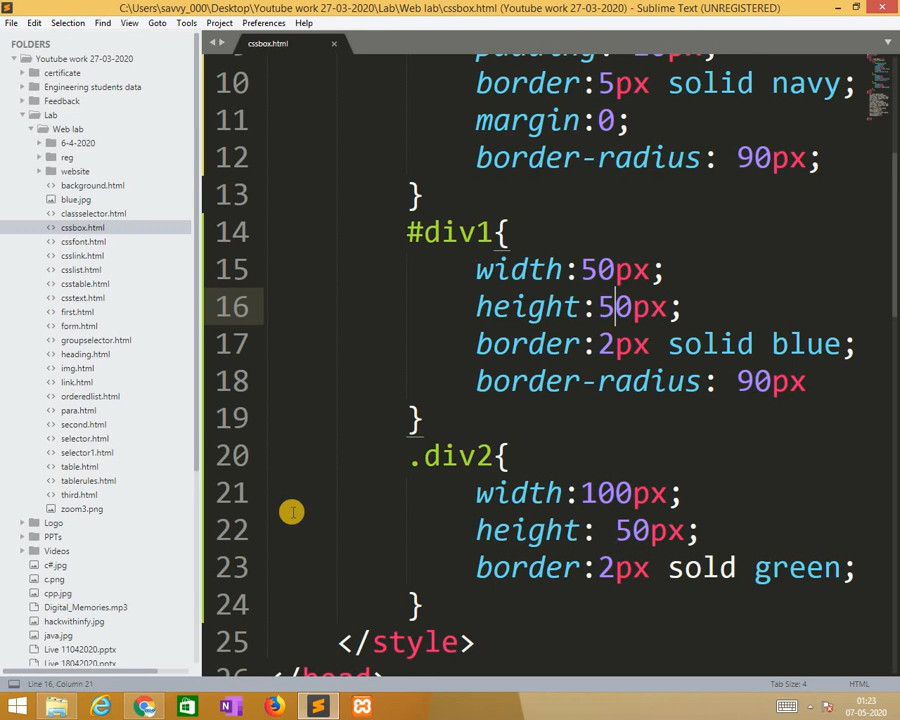 C:\Users\savvy_000\Desktop\Youtube work 27-03-2020\Lab\Web lab\cssbox.html (Youtube work 27-03-2020) - Sublime Text (UNREGISTERED)
File Edit Selection Find View Goto Tools Project Preferences Help
FOLDERS
Youtube work 27-03-2020
certificate
Engineering students data
Feedback
Lab
Web lab
6-4-2020
reg
website
background.html
blue.jpg
classselector.html
cssbox.html
cssfont.html
csslink.html
csslist.html
csstable.html
csstext.html
first.html
form.html
groupselector.html
heading.html
img.html
link.html
orderedlist.html
para.html
second.html
selector.html
selector1.html
table.html
tablerules.html
third.html
zoom3.png
Logo
PPTs
Videos
c#.jpg
c.png
cpp.jpg
Digital_Memories.mp3
hackwithinfy.jpg
java.jpg
Live 11042020.pptx
Live 18042020.pptx
cssbox.html
10 border:5px solid navy;
11 margin:0;
12 border-radius: 90px;
13 }
14 #div1{
15 width:50px;
16 height:50px;
17 border:2px solid blue;
18 border-radius: 90px
19 }
20 .div2{
21 width:100px;
22 height: 50px;
23 border:2px sold green;
24 }
25 </style>
Line 16, Column 21
Tab Size: 4
HTML
01:23
07-05-2020